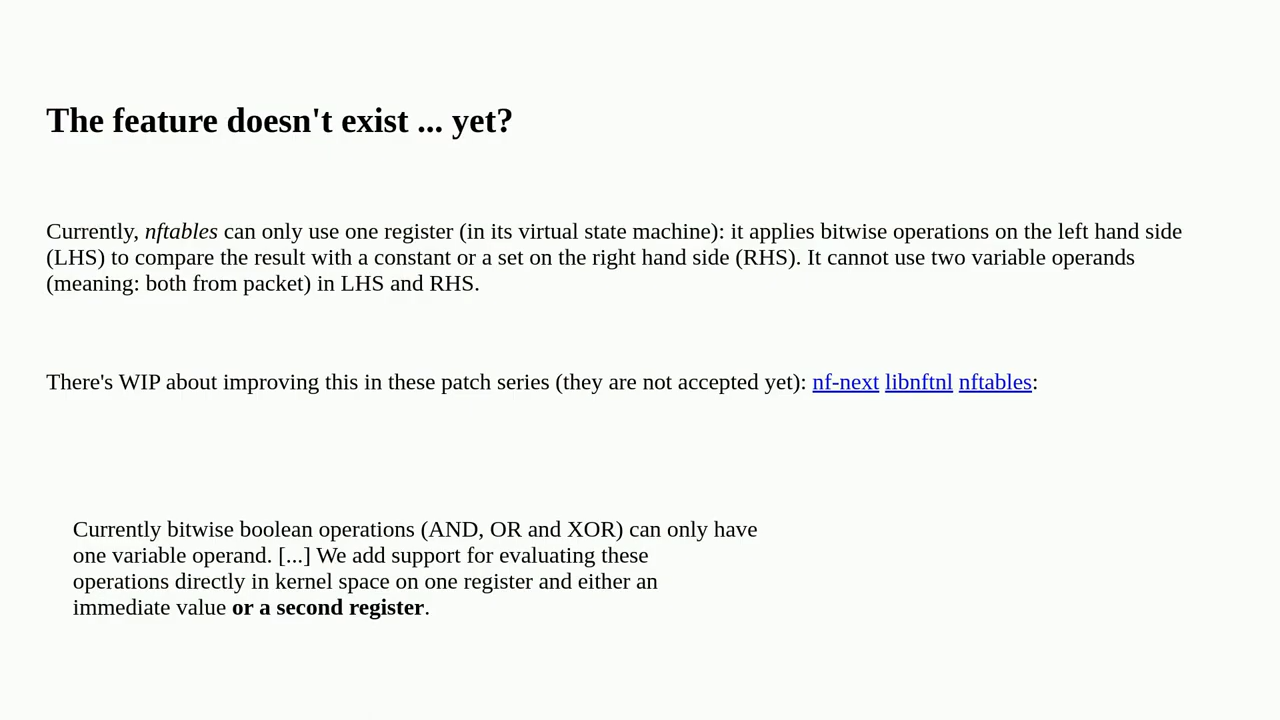 The feature doesn't exist ... yet?
Currently, nftables can only use one register (in its virtual state machine): it applies bitwise operations on the left hand side
(LHS) to compare the result with a constant or a set on the right hand side (RHS). It cannot use two variable operands
(meaning: both from packet) in LHS and RHS.
There's WIP about improving this in these patch series (they are not accepted yet): nf-next libnftnl nftables:
Currently bitwise boolean operations (AND, OR and XOR) can only have
one variable operand. [...] We add support for evaluating these
operations directly in kernel space on one register and either an
immediate value or a second register.